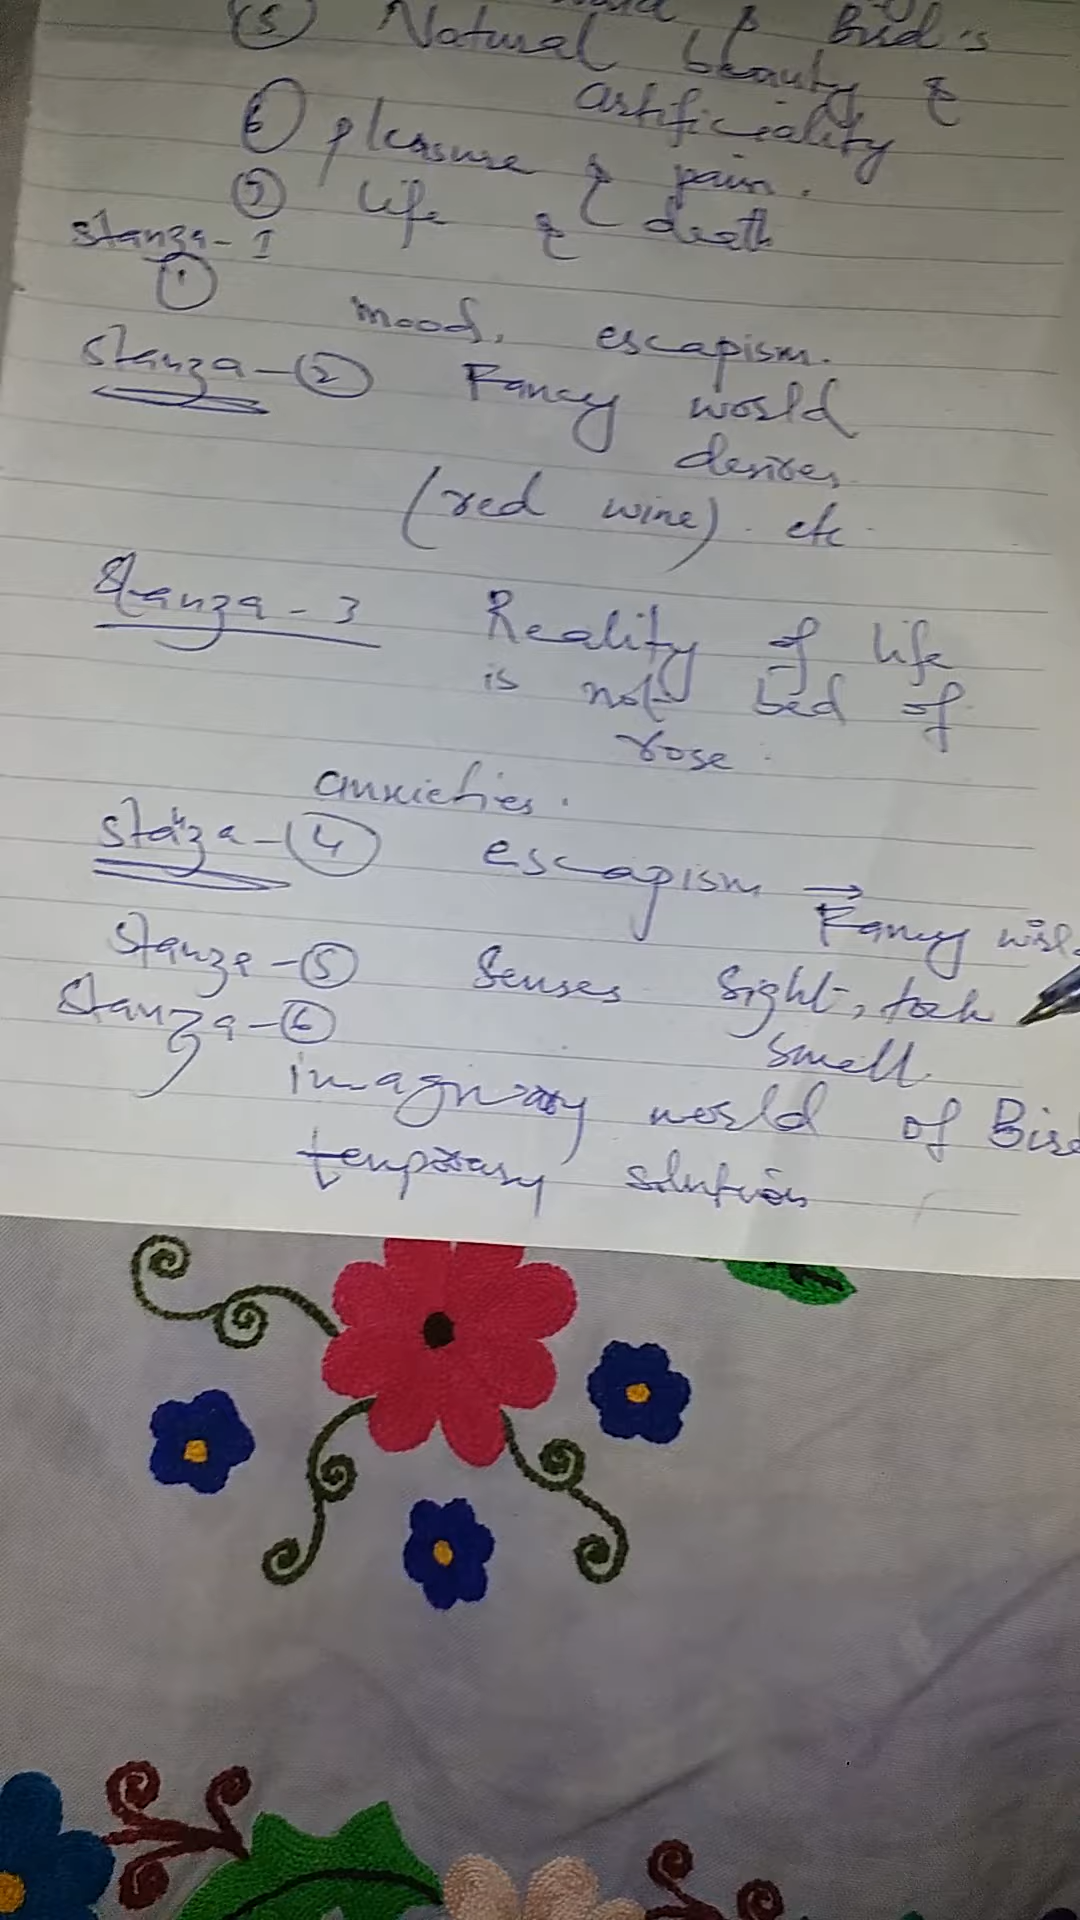 & Bird's
(5) Natural beauty &
artificiality
(6) pleasure & pain.
(7) life & death
Stanza-I
(1) mood, escapism.
Stanza-(2) Fancy world
desires
(red wine). etc.
Stanza-3 Reality of life
is not bed of
rose.
anxieties.
Stanza-(4) escapism →
Fancy
Stanza-(5) Senses Sight,
Stanza-(6) smell.
imaginary world of
temporary solution